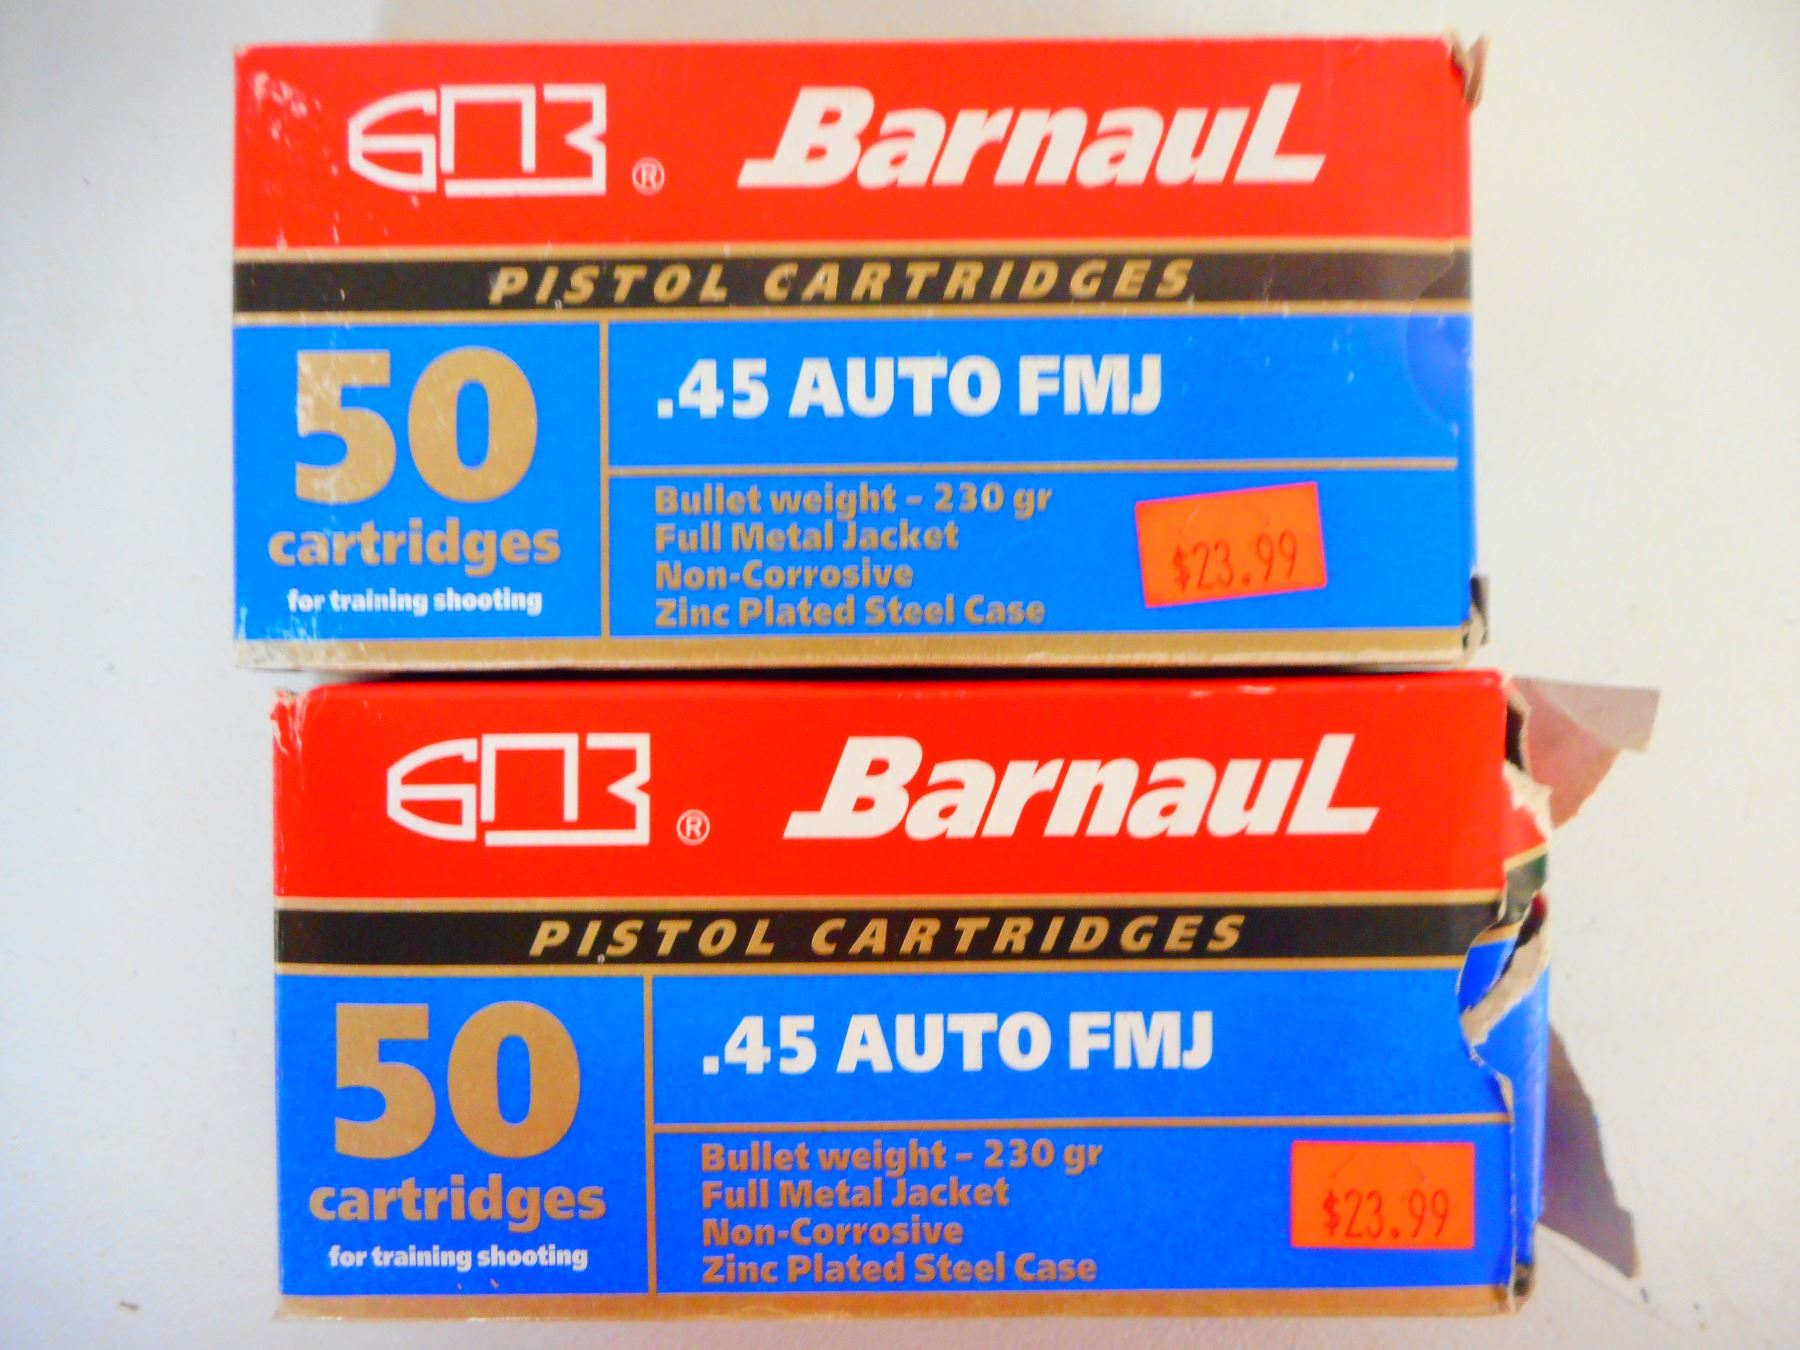 БПЗ ® Barnaul
PISTOL CARTRIDGES
50
cartridges
for training shooting
.45 AUTO FMJ
Bullet weight – 230 gr
Full Metal Jacket
Non-Corrosive
Zinc Plated Steel Case
$23.99
БПЗ ® Barnaul
PISTOL CARTRIDGES
50
cartridges
for training shooting
.45 AUTO FMJ
Bullet weight – 230 gr
Full Metal Jacket
Non-Corrosive
Zinc Plated Steel Case
$23.99